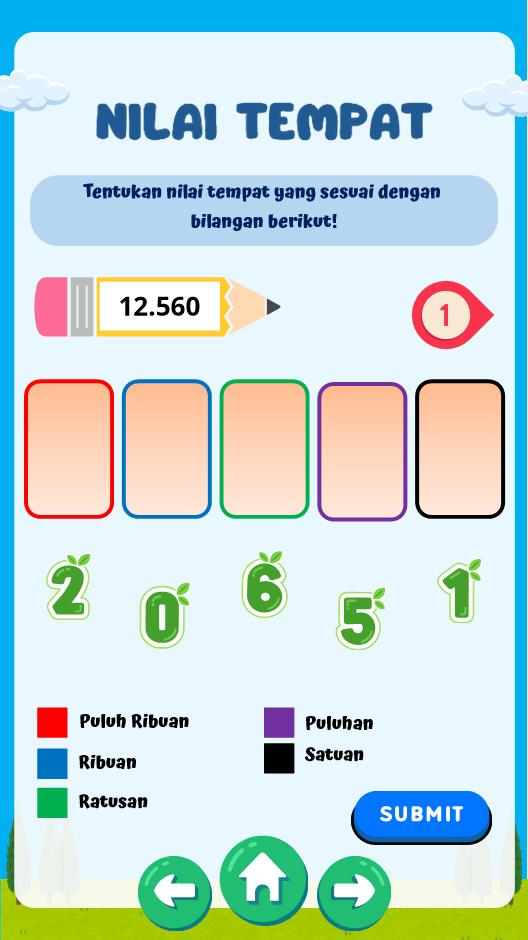 NILAI TEMPAT
Tentukan nilai tempat yang sesuai dengan
bilangan berikut!
12.560
1
2
0
6
5
1
Puluh Ribuan
Ribuan
Ratusan
Puluhan
Satuan
SUBMIT